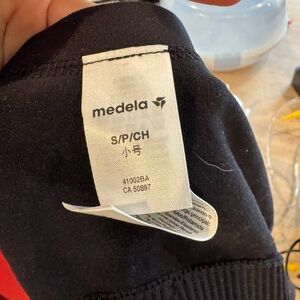 medela
S/P/CH
小号
41002BA
CA 50897